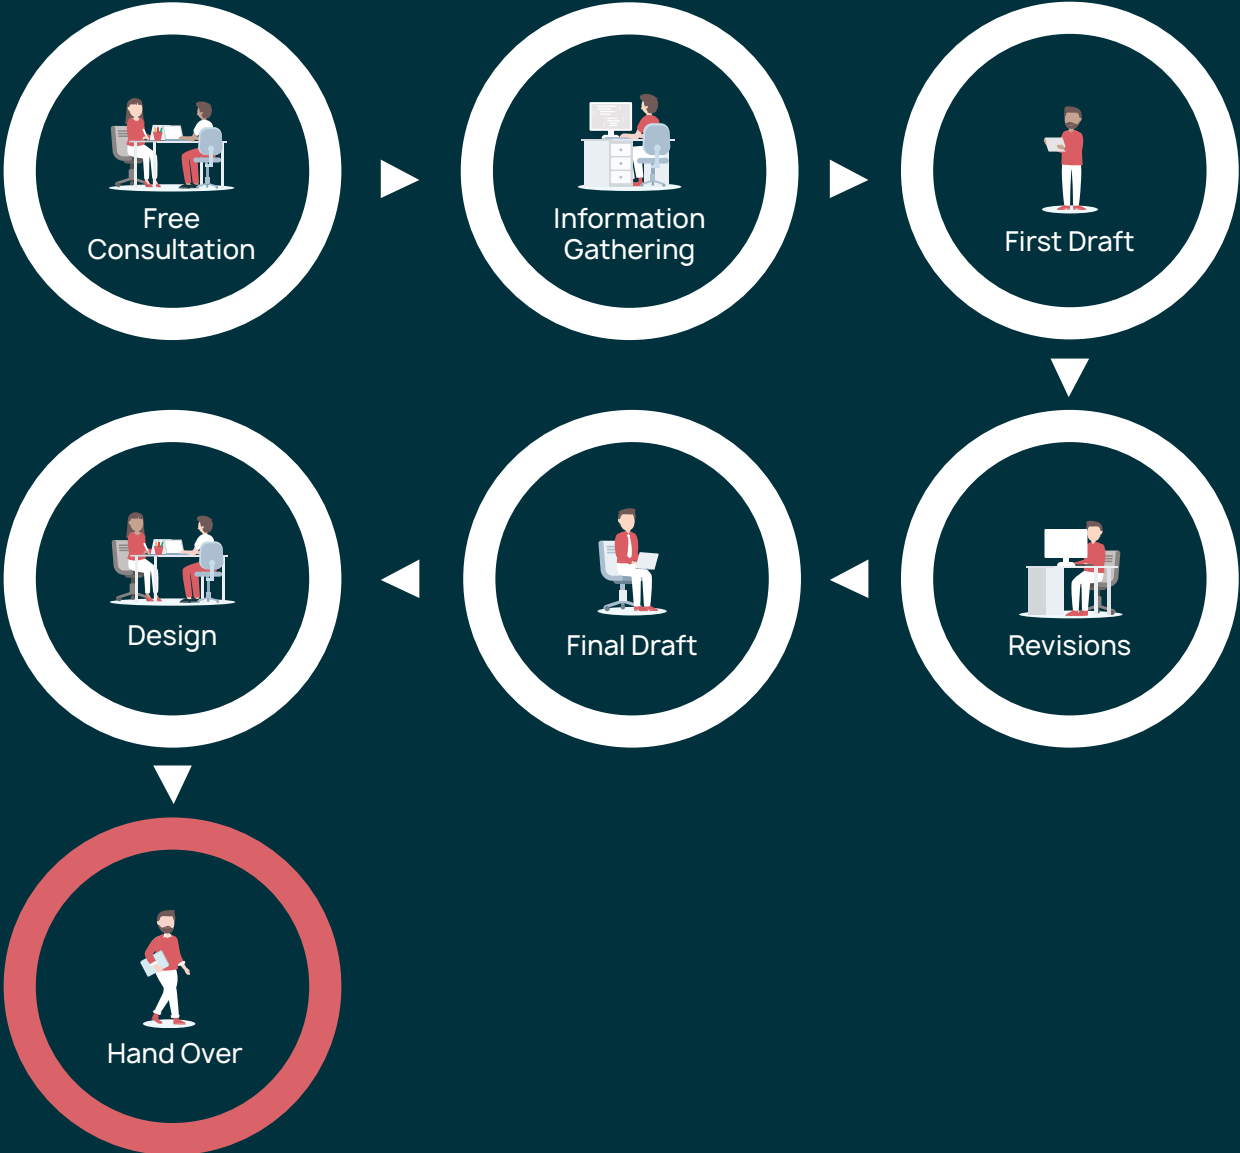 Free
Consultation
Information
Gathering
First Draft
Revisions
Final Draft
Design
Hand Over